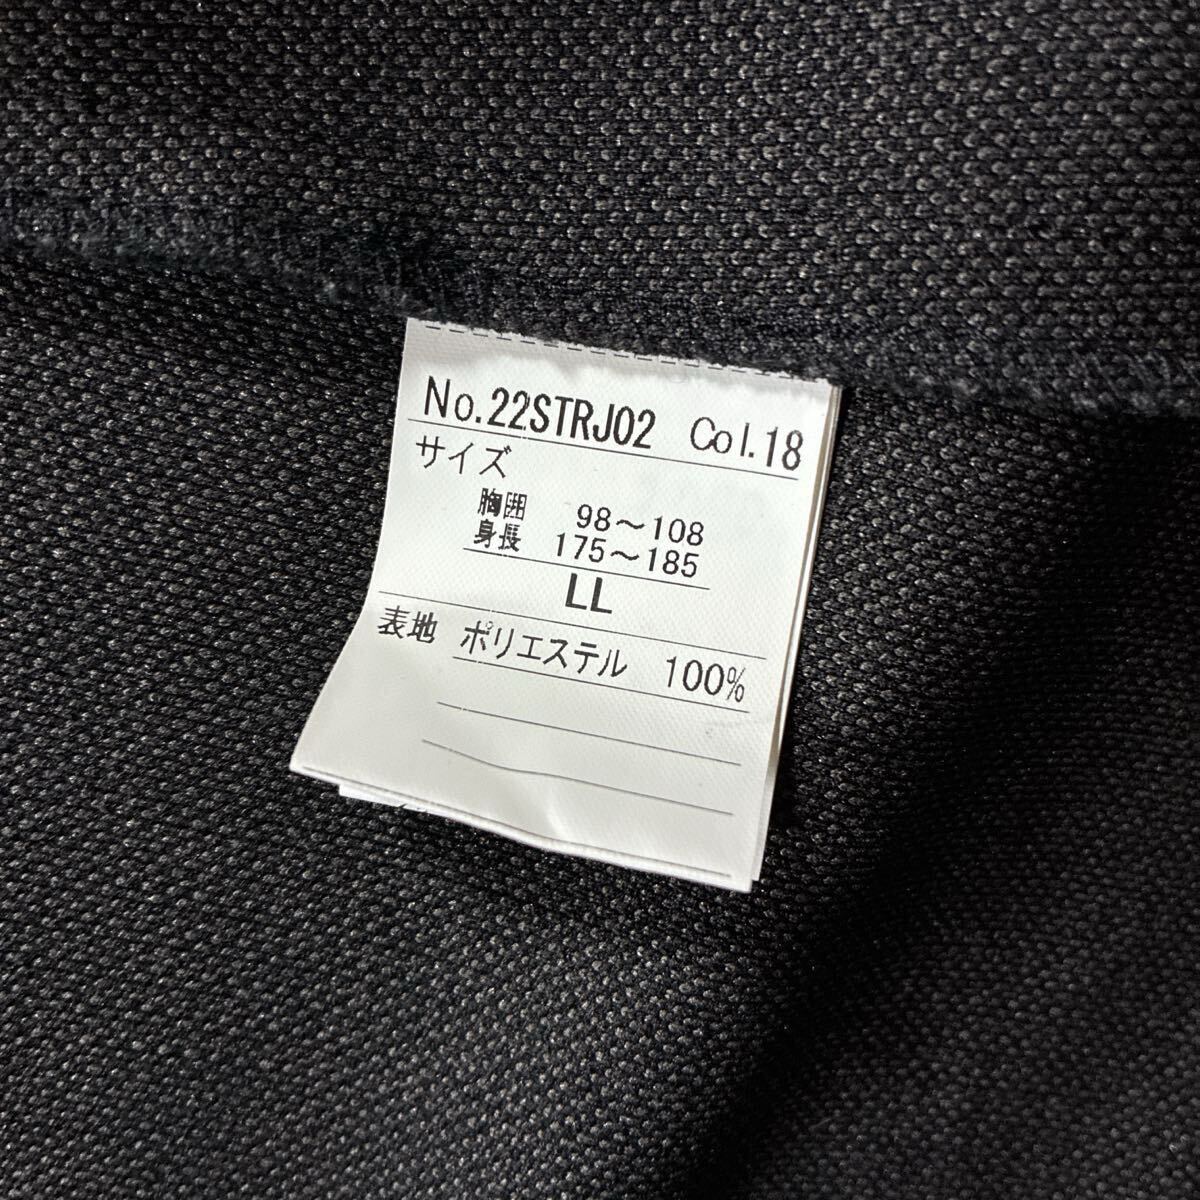 No.22STRJ02 Col.18
サイズ
胸囲 98～108
身長 175～185
LL
表地 ポリエステル 100%